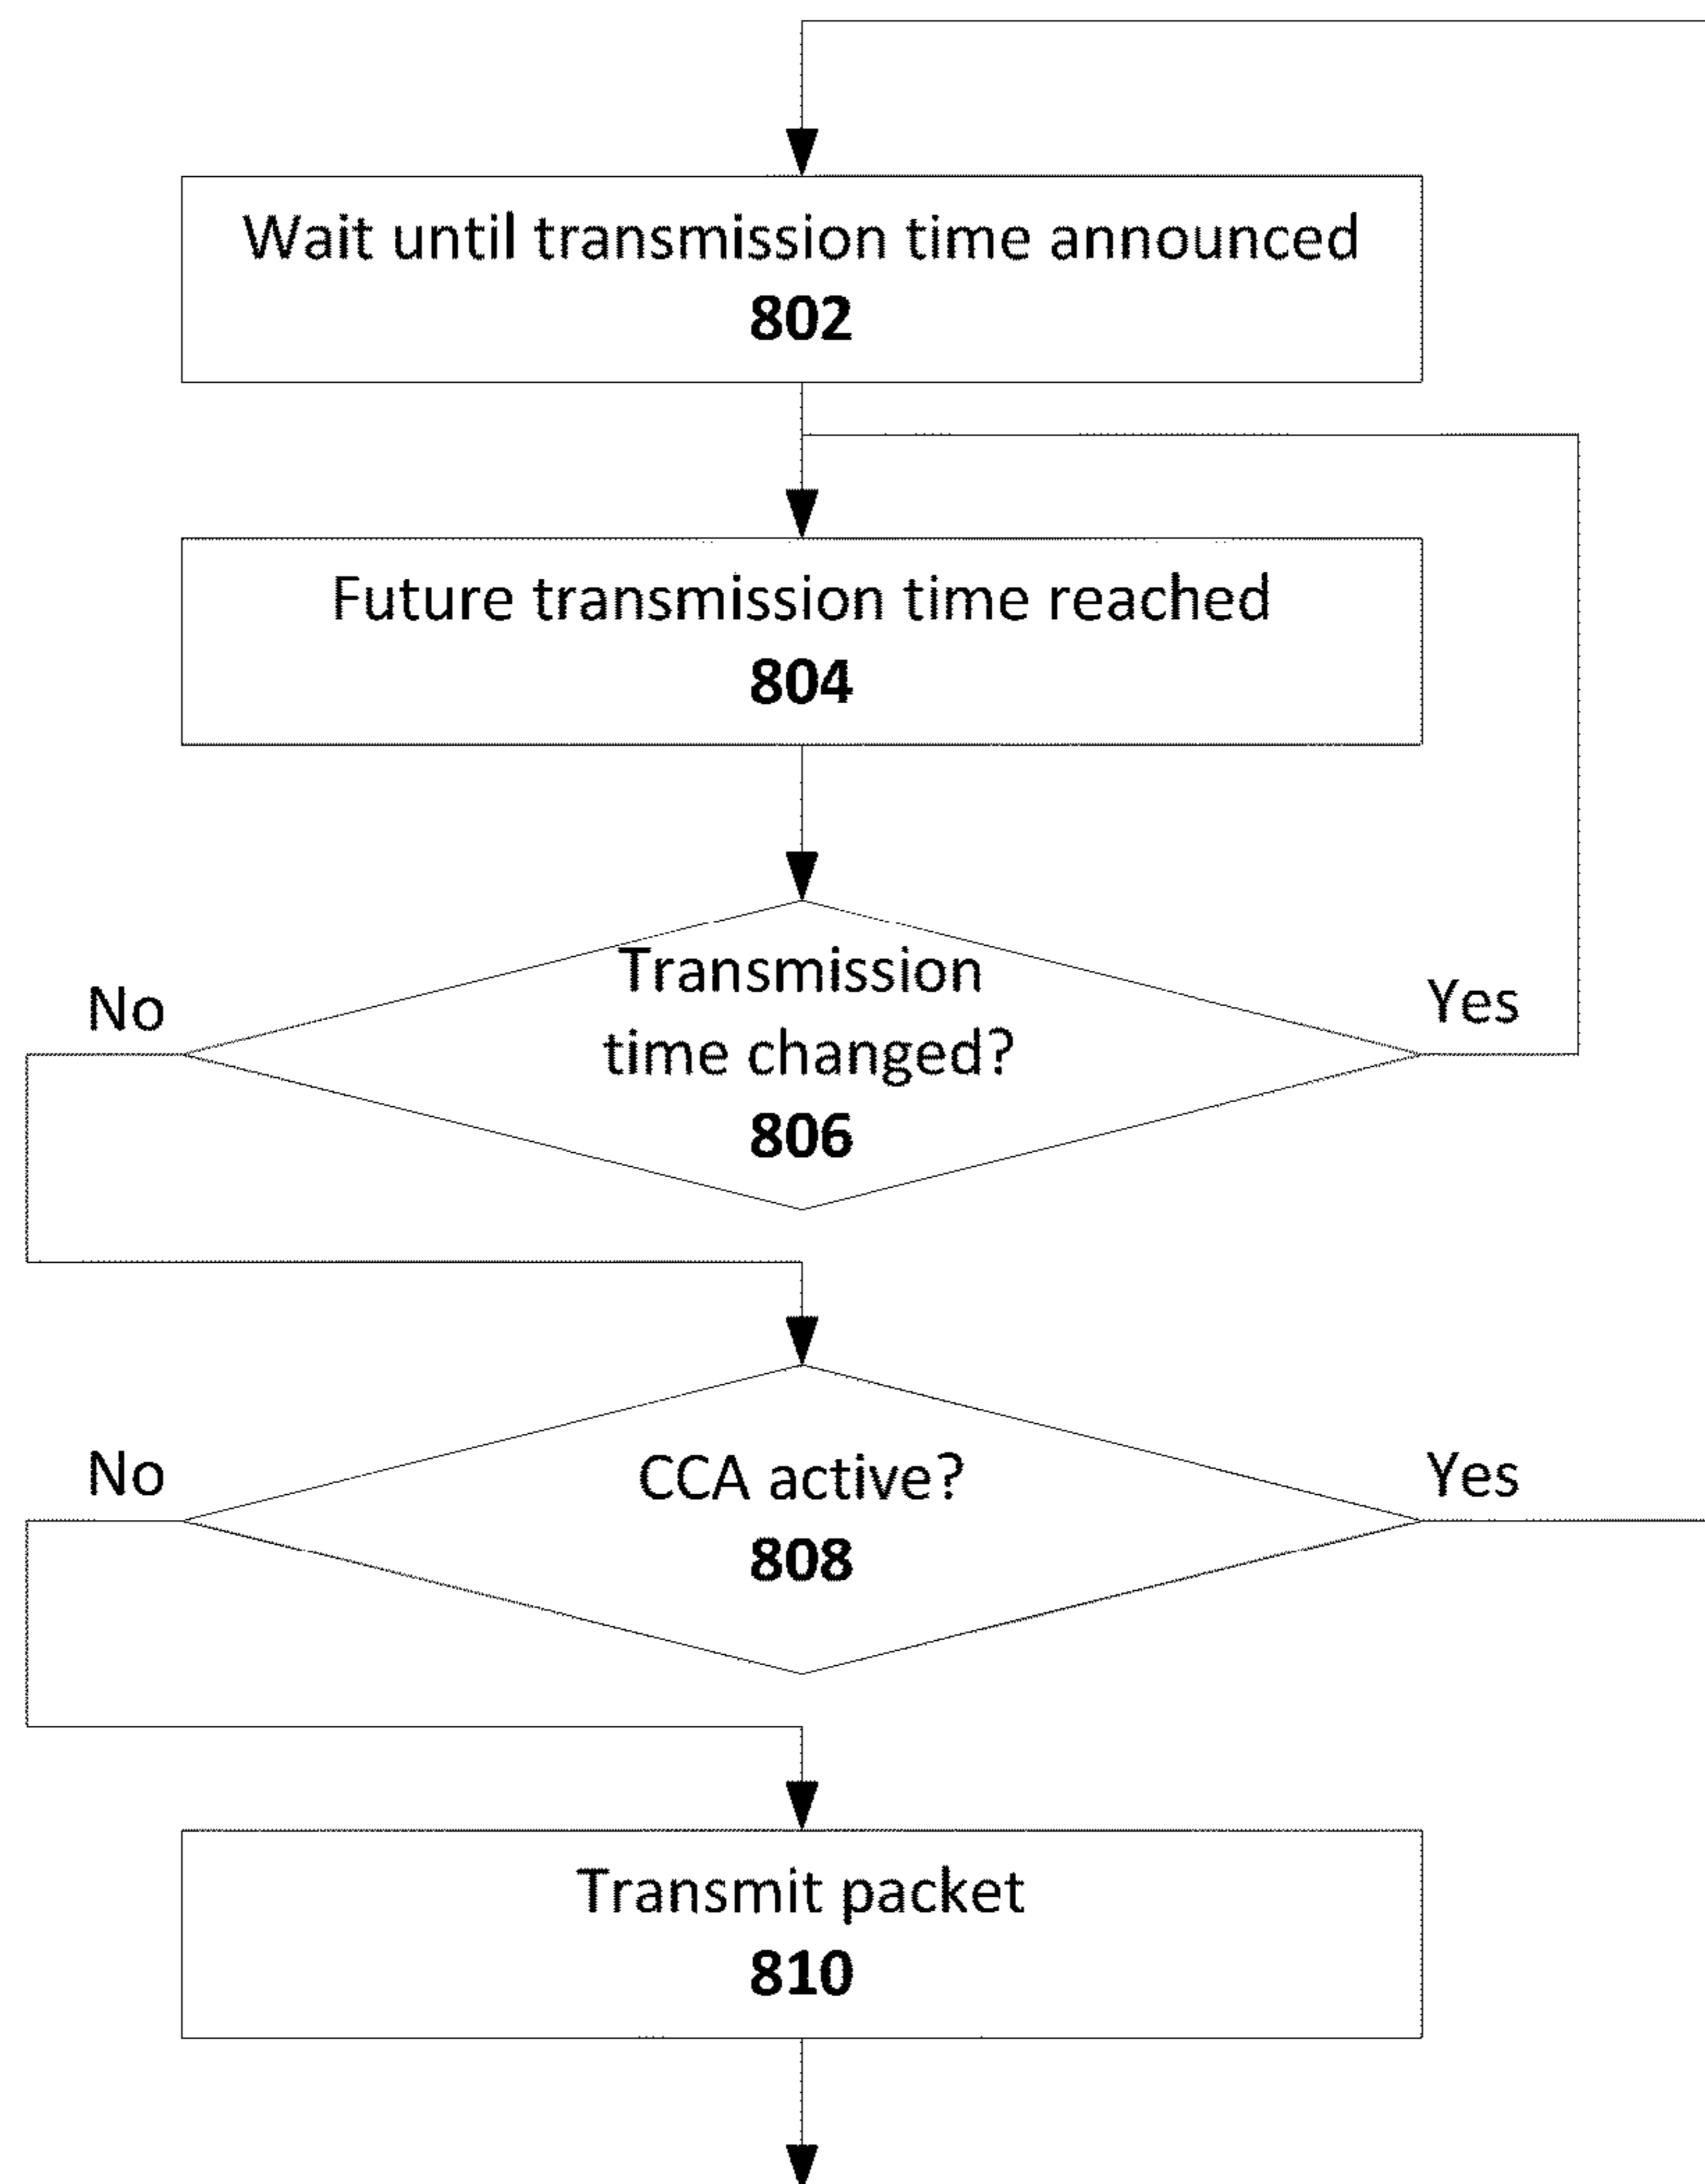 Wait until transmission time announced
802
Future transmission time reached
804
Transmission
time changed?
806
No
Yes
CCA active?
808
No
Yes
Transmit packet
810